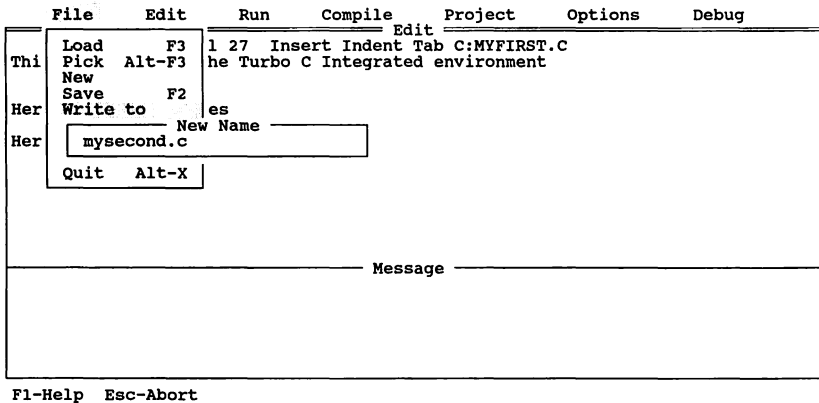 File Edit Run Compile Project Options Debug
Edit
Load F3 l 27 Insert Indent Tab C:MYFIRST.C
Thi Pick Alt-F3 he Turbo C Integrated environment
New
Save F2
Her Write to es
New Name
Her mysecond.c
Quit Alt-X
Message
F1-Help Esc-Abort